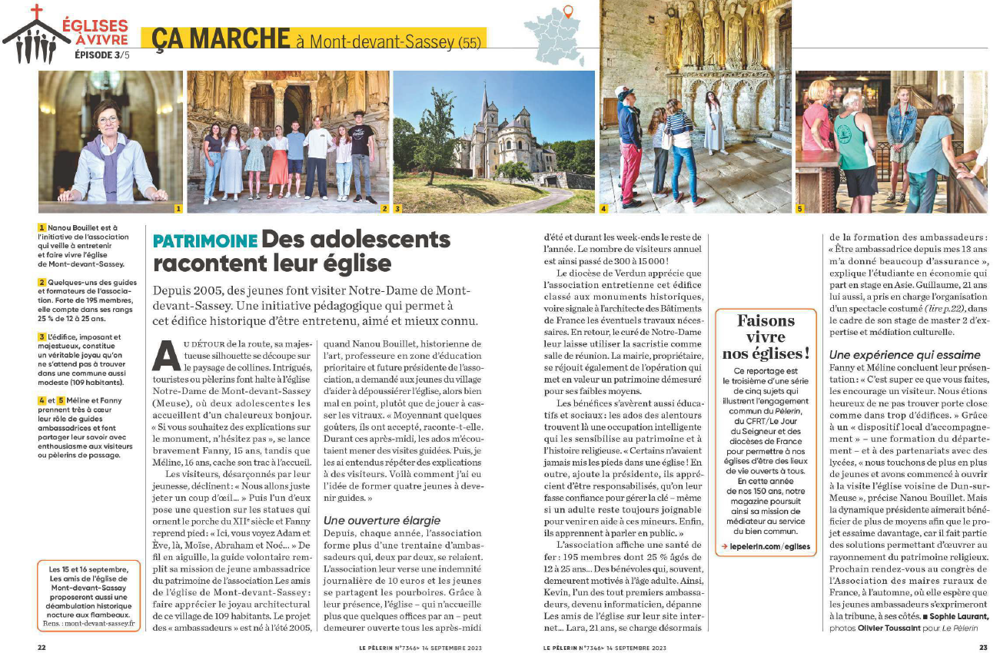 ÉGLISES
À VIVRE
ÉPISODE 3/5
ÇA MARCHE à Mont-devant-Sassey (55)
1
2
3
4
5
1 Nanou Bouillet est à
l'initiative de l'association
qui veille à entretenir
et faire vivre l'église
de Mont-devant-Sassey.
2 Quelques-uns des guides
et formateurs de l'associa-
tion. Forte de 195 membres,
elle compte dans ses rangs
25 % de 12 à 25 ans.
3 L'édifice, imposant et
majestueux, constitue
un véritable joyau qu'on
ne s'attend pas à trouver
dans une commune aussi
modeste (109 habitants).
4 et 5 Méline et Fanny
prennent très à cœur
leur rôle de guides
ambassadrices et font
partager leur savoir avec
enthousiasme aux visiteurs
ou pèlerins de passage.
Les 15 et 16 septembre,
Les amis de l'église de
Mont-devant-Sassay
proposeront aussi une
déambulation historique
nocture aux flambeaux.
Rens. : mont-devant-sassey.fr
PATRIMOINE Des adolescents
racontent leur église
Depuis 2005, des jeunes font visiter Notre-Dame de Mont-
devant-Sassey. Une initiative pédagogique qui permet à
cet édifice historique d'être entretenu, aimé et mieux connu.
AU DÉTOUR de la route, sa majes-
tueuse silhouette se découpe sur
le paysage de collines. Intrigués,
touristes ou pèlerins font halte à l'église
Notre-Dame de Mont-devant-Sassey
(Meuse), où deux adolescentes les
accueillent d'un chaleureux bonjour.
« Si vous souhaitez des explications sur
le monument, n'hésitez pas », se lance
bravement Fanny, 15 ans, tandis que
Méline, 16 ans, cache son trac à l'accueil.
Les visiteurs, désarçonnés par leur
jeunesse, déclinent : « Nous allons juste
jeter un coup d'œil... » Puis l'un d'eux
pose une question sur les statues qui
ornent le porche du XIIe siècle et Fanny
reprend pied : « Ici, vous voyez Adam et
Ève, là, Moïse, Abraham et Noé... » De
fil en aiguille, la guide volontaire rem-
plit sa mission de jeune ambassadrice
du patrimoine de l'association Les amis
de l'église de Mont-devant-Sassey :
faire apprécier le joyau architectural
de ce village de 109 habitants. Le projet
des « ambassadeurs » est né à l'été 2005,
quand Nanou Bouillet, historienne de
l'art, professeure en zone d'éducation
prioritaire et future présidente de l'asso-
ciation, a demandé aux jeunes du village
d'aider à dépoussiérer l'église, alors bien
mal en point, plutôt que de jouer à cas-
ser les vitraux. « Moyennant quelques
goûters, ils ont accepté, raconte-t-elle.
Durant ces après-midi, les ados m'écou-
taient mener des visites guidées. Puis, je
les ai entendus répéter des explications
à des visiteurs. Voilà comment j'ai eu
l'idée de former quatre jeunes à deve-
nir guides. »
Une ouverture élargie
Depuis, chaque année, l'association
forme plus d'une trentaine d'ambas-
sadeurs qui, deux par deux, se relaient.
L'association leur verse une indemnité
journalière de 10 euros et les jeunes
se partagent les pourboires. Grâce à
leur présence, l'église – qui n'accueille
plus que quelques offices par an – peut
demeurer ouverte tous les après-midi
d'été et durant les week-ends le reste de
l'année. Le nombre de visiteurs annuel
est ainsi passé de 300 à 15 000 !
Le diocèse de Verdun apprécie que
l'association entretienne cet édifice
classé aux monuments historiques,
voire signale à l'architecte des Bâtiments
de France les éventuels travaux néces-
saires. En retour, le curé de Notre-Dame
leur laisse utiliser la sacristie comme
salle de réunion. La mairie, propriétaire,
se réjouit également de l'opération qui
met en valeur un patrimoine démesuré
pour ses faibles moyens.
Les bénéfices s'avèrent aussi éduca-
tifs et sociaux : les ados des alentours
trouvent là une occupation intelligente
qui les sensibilise au patrimoine et à
l'histoire religieuse. « Certains n'avaient
jamais mis les pieds dans une église ! En
outre, ajoute la présidente, ils appré-
cient d'être responsabilisés, qu'on leur
fasse confiance pour gérer la clé – même
si un adulte reste toujours joignable
pour venir en aide à ces mineurs. Enfin,
ils apprennent à parler en public. »
L'association affiche une santé de
fer : 195 membres dont 25 % âgés de
12 à 25 ans... Des bénévoles qui, souvent,
demeurent motivés à l'âge adulte. Ainsi,
Kevin, l'un des tout premiers ambassa-
deurs, devenu informaticien, dépanne
Les amis de l'église sur leur site inter-
net... Lara, 21 ans, se charge désormais
Faisons
vivre
nos églises !
Ce reportage est
le troisième d'une série
de cinq sujets qui
illustrent l'engagement
commun du Pèlerin,
du CFRT/Le Jour
du Seigneur et des
diocèses de France
pour permettre à nos
églises d'être des lieux
de vie ouverts à tous.
En cette année
de nos 150 ans, notre
magazine poursuit
ainsi sa mission de
médiateur au service
du bien commun.
→ lepelerin.com/eglises
de la formation des ambassadeurs :
« Être ambassadrice depuis mes 13 ans
m'a donné beaucoup d'assurance »,
explique l'étudiante en économie qui
part en stage en Asie. Guillaume, 21 ans
lui aussi, a pris en charge l'organisation
d'un spectacle costumé (lire p.22), dans
le cadre de son stage de master 2 d'ex-
pertise et médiation culturelle.
Une expérience qui essaime
Fanny et Méline concluent leur présen-
tation : « C'est super ce que vous faites,
les encourage un visiteur. Nous étions
heureux de ne pas trouver porte close
comme dans trop d'édifices. » Grâce
à un « dispositif local d'accompagne-
ment » – une formation du départe-
ment – et à des partenariats avec des
lycées, « nous touchons de plus en plus
de jeunes et avons commencé à ouvrir
à la visite l'église voisine de Dun-sur-
Meuse », précise Nanou Bouillet. Mais
la dynamique présidente aimerait béné-
ficier de plus de moyens afin que le pro-
jet essaime davantage, car il fait partie
des solutions permettant d'œuvrer au
rayonnement du patrimoine religieux.
Prochain rendez-vous au congrès de
l'Association des maires ruraux de
France, à l'automne, où elle espère que
les jeunes ambassadeurs s'exprimeront
à la tribune, à ses côtés. ■ Sophie Laurant,
photos Olivier Toussaint pour Le Pèlerin
22
LE PÈLERIN N°7346> 14 SEPTEMBRE 2023
LE PÈLERIN N°7346> 14 SEPTEMBRE 2023
23